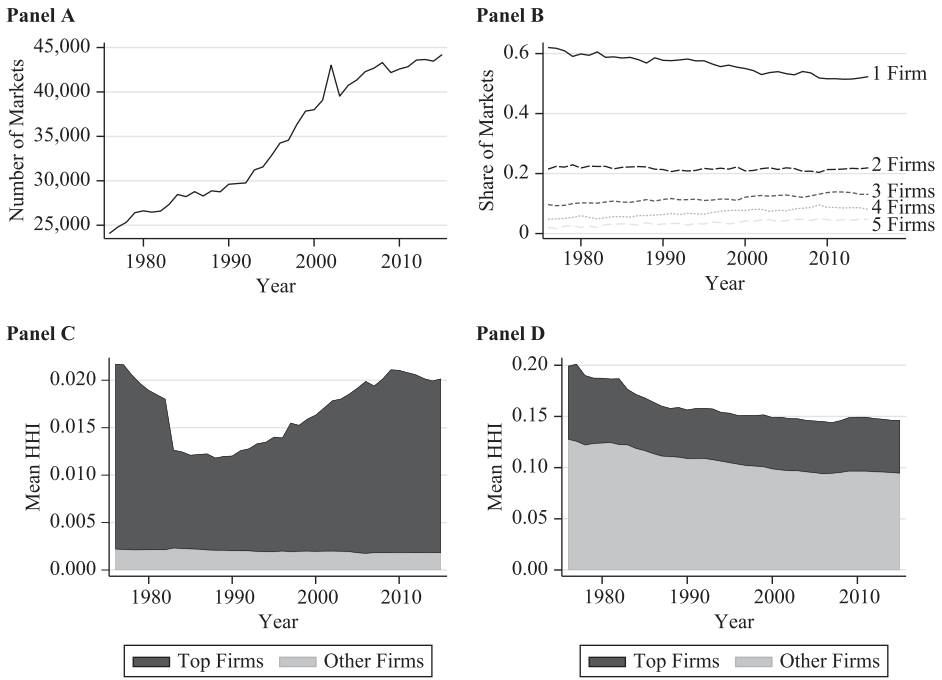 Panel A
Number of Markets
45,000
40,000
35,000
30,000
25,000
1980 1990 2000 2010
Year
Panel B
Share of Markets
0.6
0.4
0.2
0
1 Firm
2 Firms
3 Firms
4 Firms
5 Firms
1980 1990 2000 2010
Year
Panel C
Mean HHI
0.020
0.015
0.010
0.005
0.000
1980 1990 2000 2010
Year
Top Firms Other Firms
Panel D
Mean HHI
0.20
0.15
0.10
0.05
0.00
1980 1990 2000 2010
Year
Top Firms Other Firms